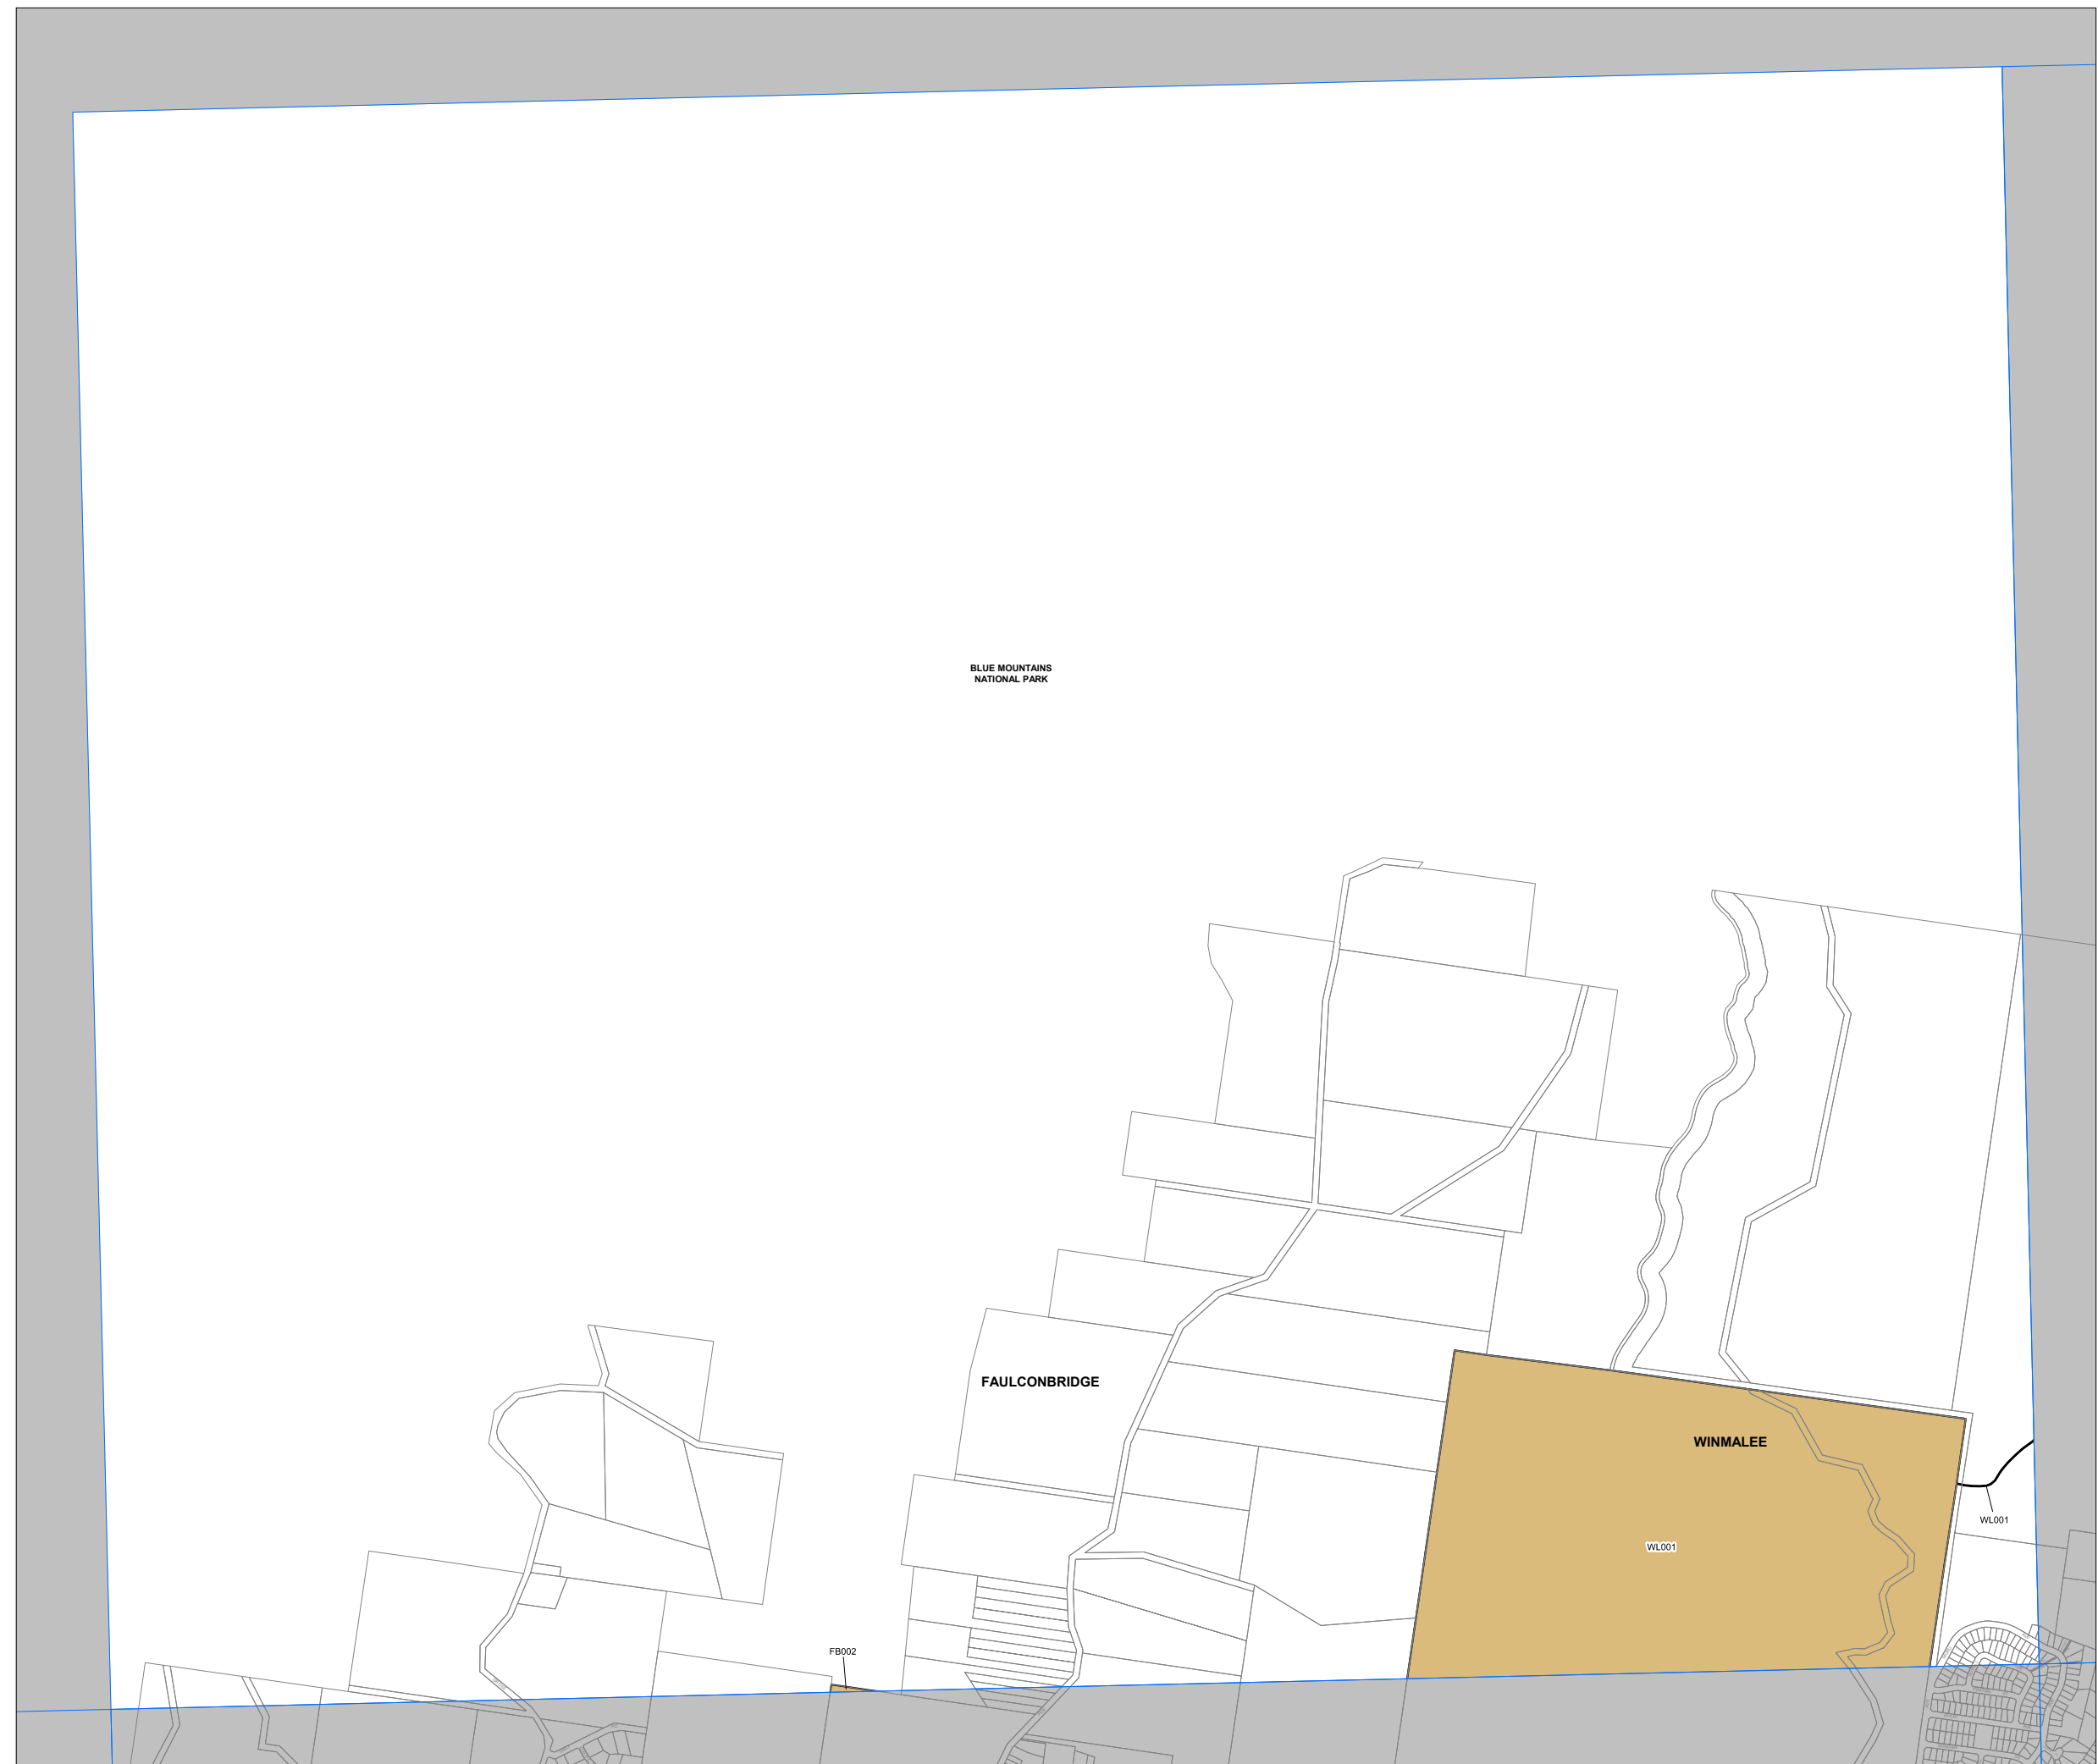 BLUE MOUNTAINS
NATIONAL PARK
FAULCONBRIDGE
WINMALEE
WL001
WL001
FB002